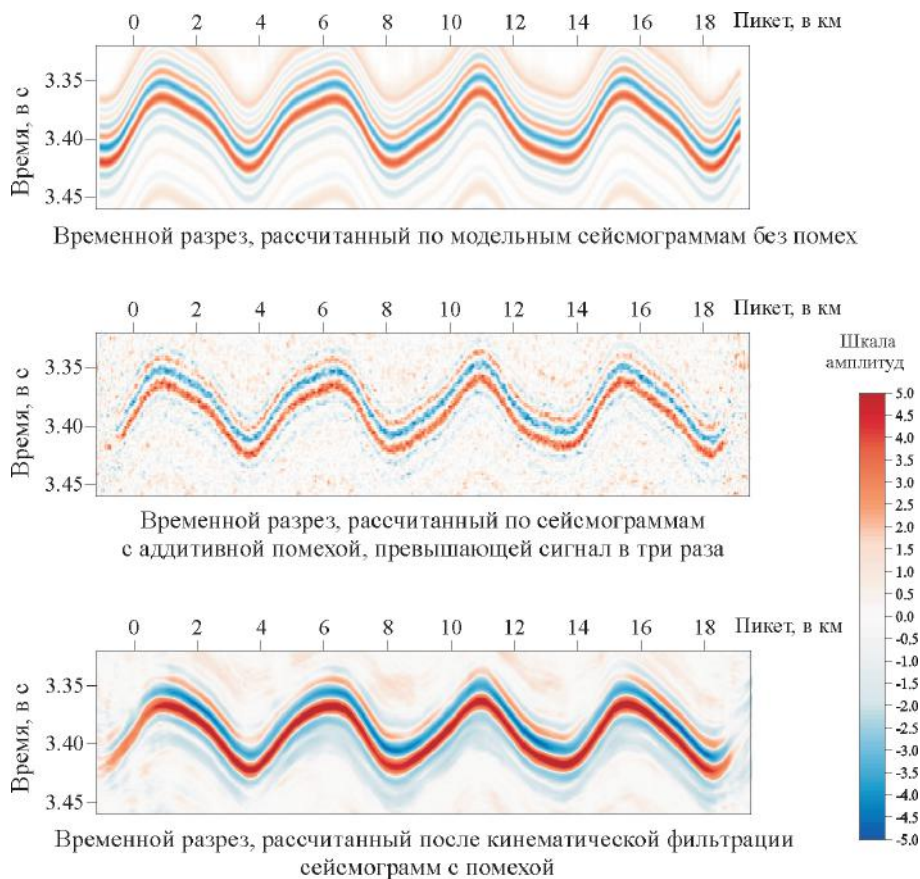 0 2 4 6 8 10 12 14 16 18 Пикет, в км
Время, в с
3.35
3.40
3.45
Временной разрез, рассчитанный по модельным сейсмограммам без помех
0 2 4 6 8 10 12 14 16 18 Пикет, в км
Время, в с
3.35
3.40
3.45
Временной разрез, рассчитанный по сейсмограммам
с аддитивной помехой, превышающей сигнал в три раза
Шкала
амплитуд
5.0
4.5
4.0
3.5
3.0
2.5
2.0
1.5
1.0
0.5
0.0
-0.5
-1.0
-1.5
-2.0
-2.5
-3.0
-3.5
-4.0
-4.5
-5.0
0 2 4 6 8 10 12 14 16 18 Пикет, в км
Время, в с
3.35
3.40
3.45
Временной разрез, рассчитанный после кинематической фильтрации
сейсмограмм с помехой